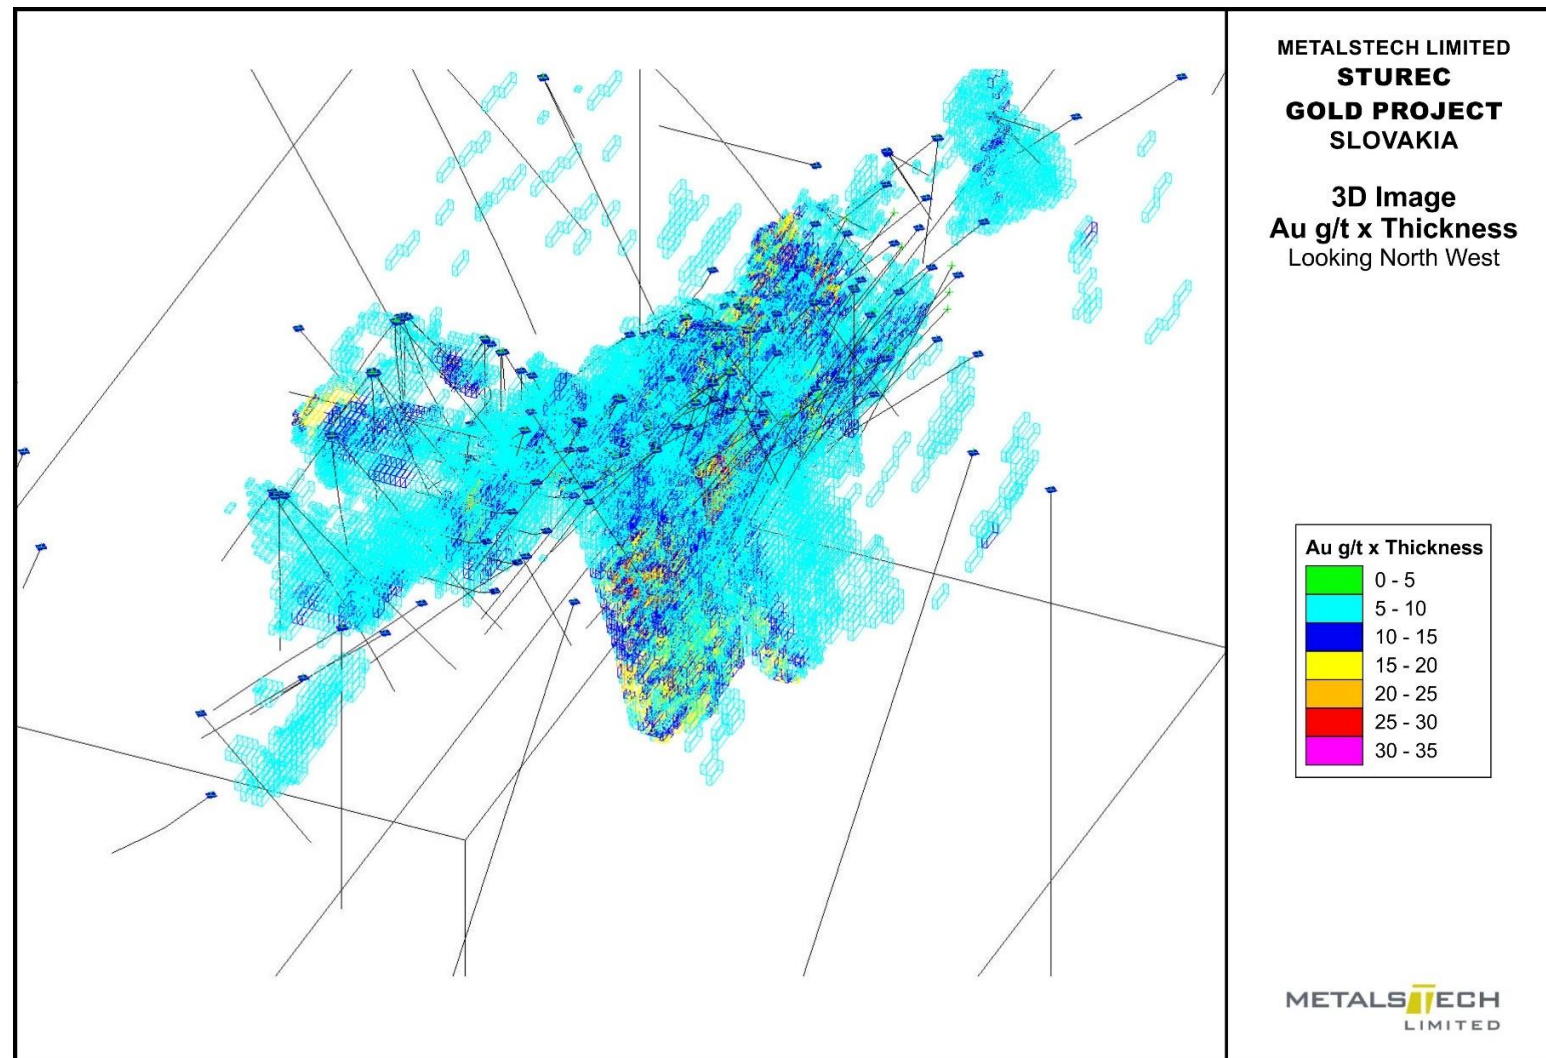 METALSTECH LIMITED
STUREC
GOLD PROJECT
SLOVAKIA
3D Image
Au g/t x Thickness
Looking North West
Au g/t x Thickness
0 - 5
5 - 10
10 - 15
15 - 20
20 - 25
25 - 30
30 - 35
METALSTECH
LIMITED